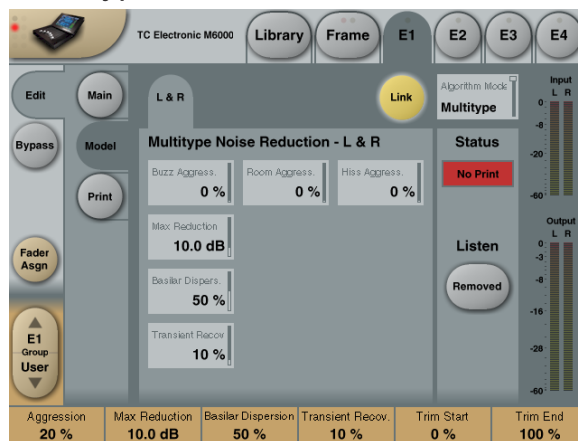 TC Electronic M6000
Library
Frame
E1
E2
E3
E4
Edit
Bypass
Fader
Asgn
E1
Group
User
Main
Model
Print
L & R
Link
Algorithm Mode
Multitype
Multitype Noise Reduction - L & R
Buzz Aggress.
0 %
Room Aggress.
0 %
Hiss Aggress.
0 %
Max Reduction
10.0 dB
Basilar Dispers.
50 %
Transient Recov
10 %
Status
No Print
Listen
Removed
Input
L R
0
-8
-20
-60
Output
L R
0
-3
-8
-16
-28
-60
Aggression
20 %
Max Reduction
10.0 dB
Basilar Dispersion
50 %
Transient Recov.
10 %
Trim Start
0 %
Trim End
100 %